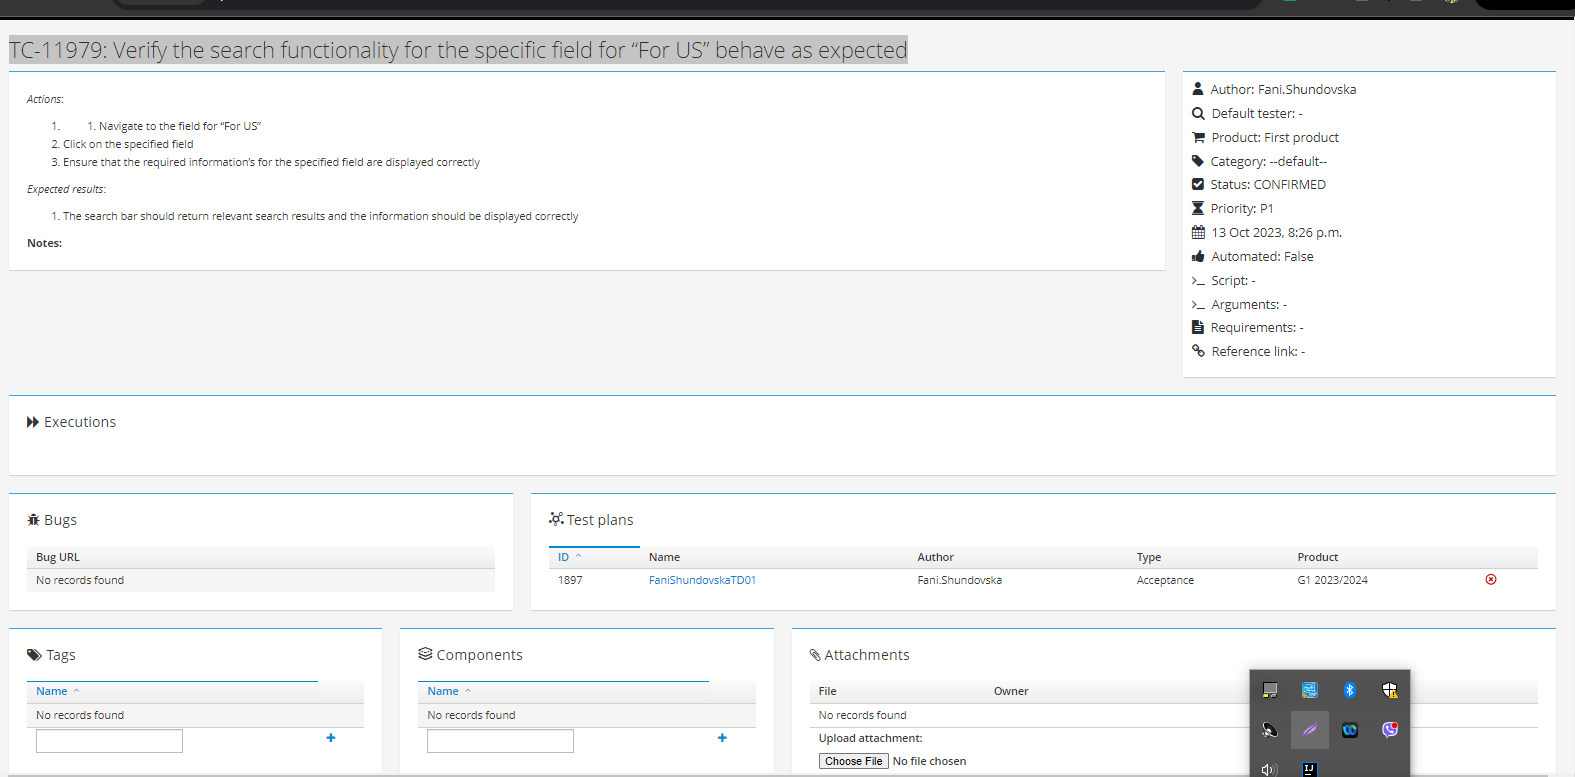 TC-11979: Verify the search functionality for the specific field for “For US” behave as expected
Actions:
1. 1. Navigate to the field for “For US”
2. Click on the specified field
3. Ensure that the required information’s for the specified field are displayed correctly
Expected results:
1. The search bar should return relevant search results and the information should be displayed correctly
Notes:
Author: Fani.Shundovska
Default tester: -
Product: First product
Category: --default--
Status: CONFIRMED
Priority: P1
13 Oct 2023, 8:26 p.m.
Automated: False
Script: -
Arguments: -
Requirements: -
Reference link: -
Executions
Bugs
Bug URL
No records found
Test plans
ID Name Author Type Product
1897 FaniShundovskaTD01 Fani.Shundovska Acceptance G1 2023/2024
Tags
Name
No records found
Components
Name
No records found
Attachments
File Owner
No records found
Upload attachment:
Choose File No file chosen
IJ